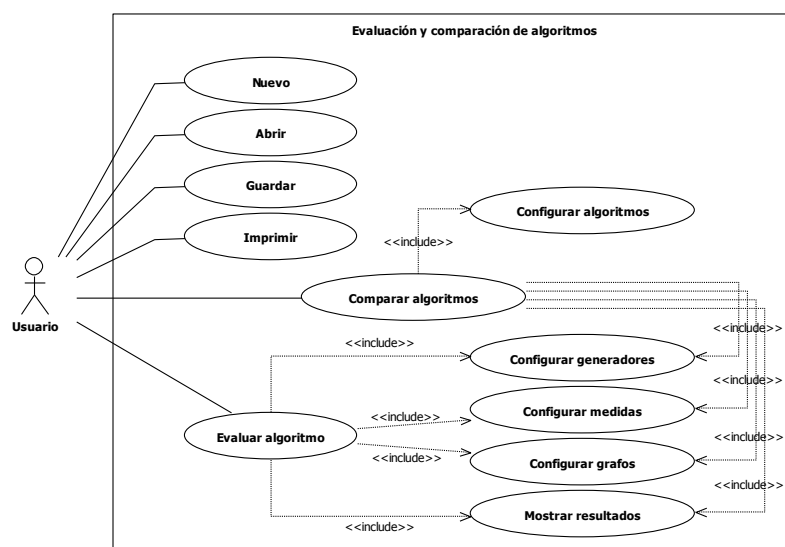 Evaluación y comparación de algoritmos
Nuevo
Abrir
Guardar
Imprimir
Configurar algoritmos
<<include>>
Usuario
Comparar algoritmos
<<include>>
<<include>>
Configurar generadores
<<include>>
Configurar medidas
<<include>>
Evaluar algoritmo
<<include>>
Configurar grafos
<<include>>
<<include>>
Mostrar resultados
<<include>>